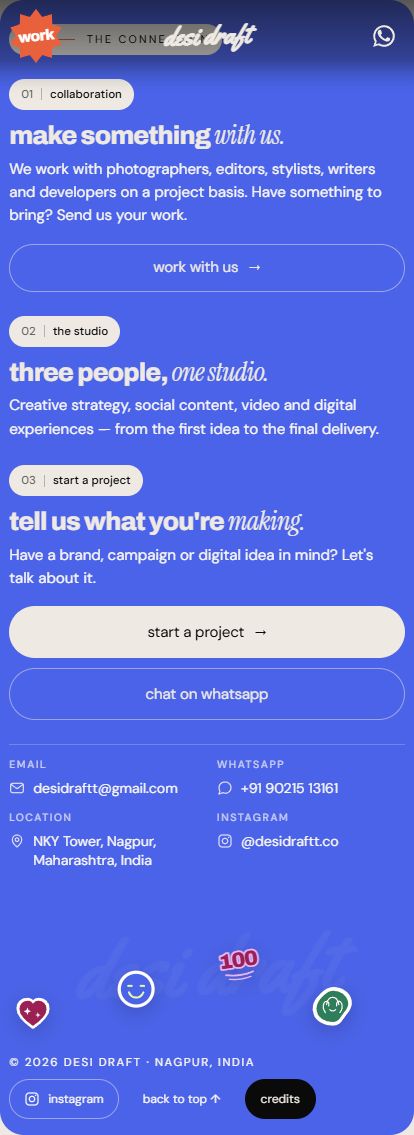 work
THE CONNE
desi draft
01 | collaboration
make something with us.
We work with photographers, editors, stylists, writers
and developers on a project basis. Have something to
bring? Send us your work.
work with us →
02 | the studio
three people, one studio.
Creative strategy, social content, video and digital
experiences — from the first idea to the final delivery.
03 | start a project
tell us what you're making.
Have a brand, campaign or digital idea in mind? Let's
talk about it.
start a project →
chat on whatsapp
EMAIL
desidraftt@gmail.com
WHATSAPP
+91 90215 13161
LOCATION
NKY Tower, Nagpur,
Maharashtra, India
INSTAGRAM
@desidraftt.co
desi draft
100
© 2026 DESI DRAFT · NAGPUR, INDIA
instagram
back to top ↑
credits